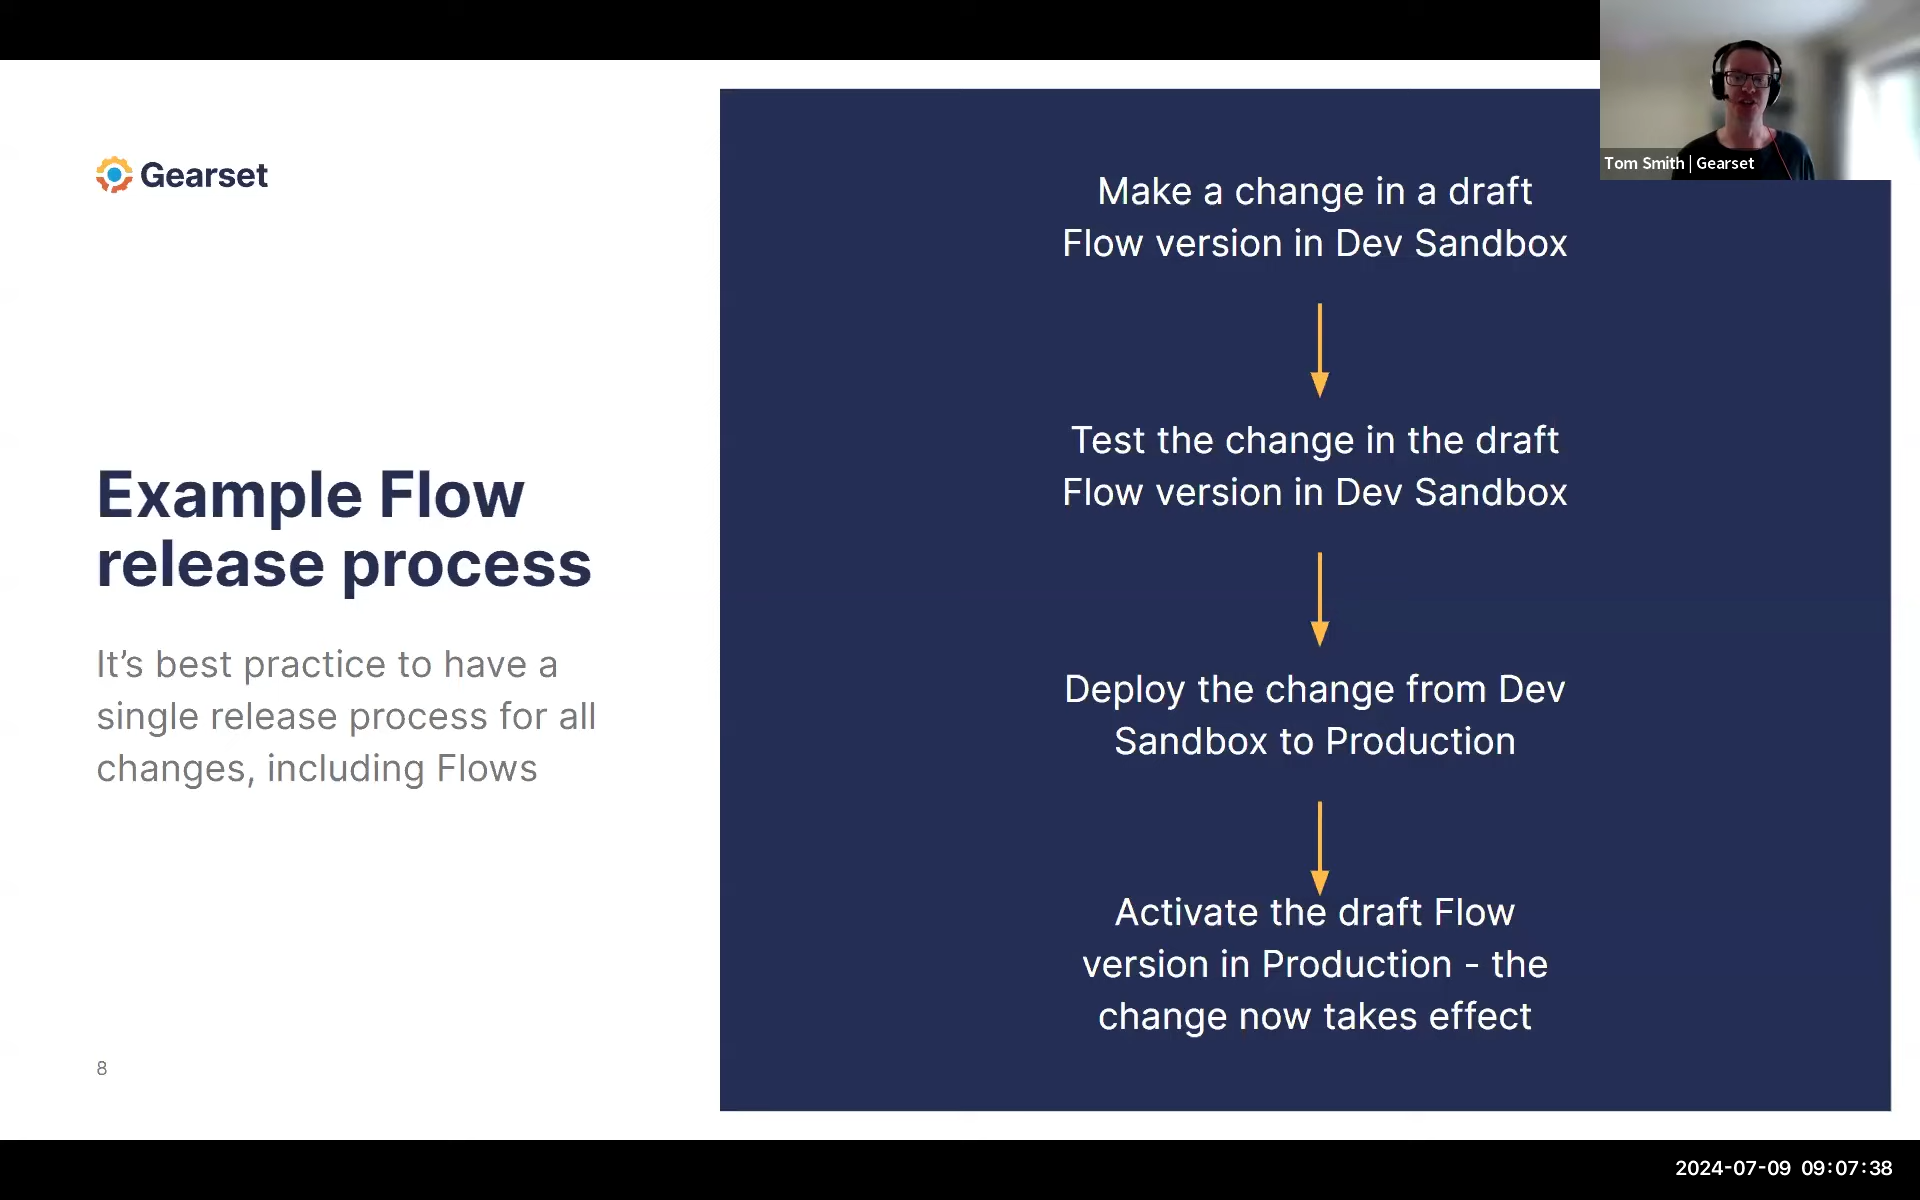 Gearset
Example Flow
release process
It’s best practice to have a
single release process for all
changes, including Flows
8
Make a change in a draft
Flow version in Dev Sandbox
Test the change in the draft
Flow version in Dev Sandbox
Deploy the change from Dev
Sandbox to Production
Activate the draft Flow
version in Production - the
change now takes effect
Tom Smith | Gearset
2024-07-09 09:07:38